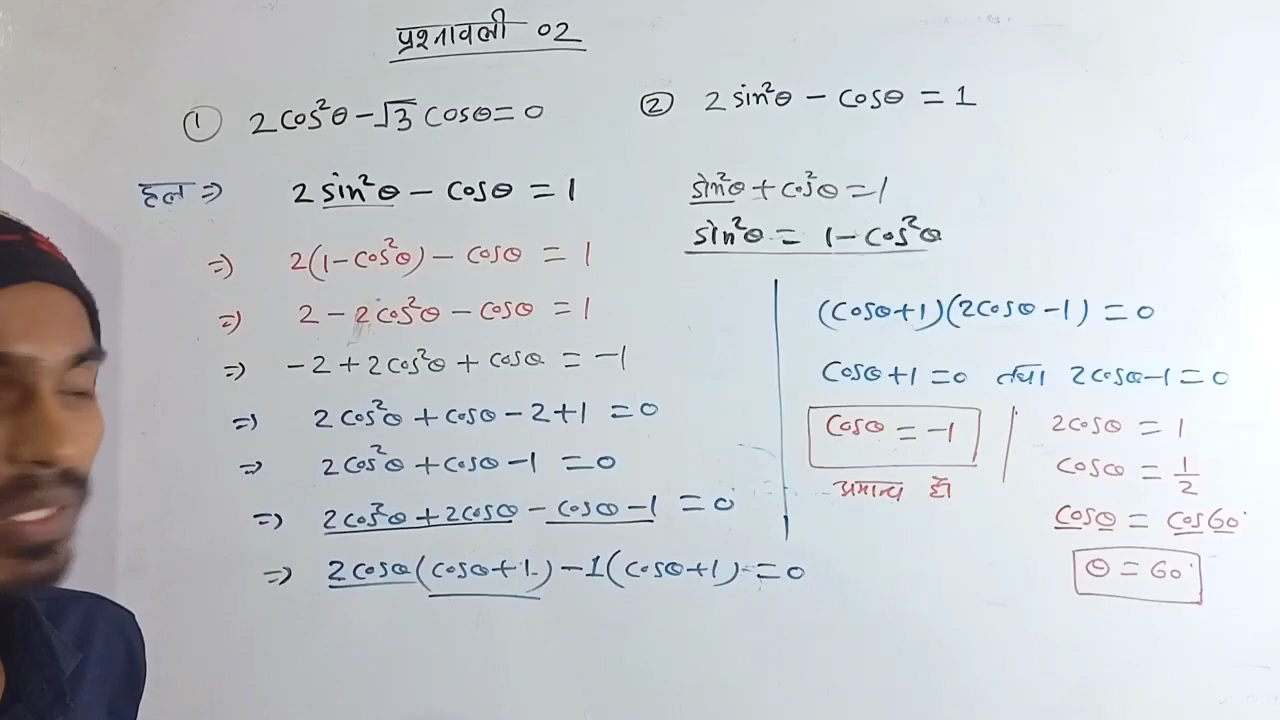 प्रश्नावली 02
① 2cos²θ - √3 cosθ = 0
② 2sin²θ - cosθ = 1
हल ⇒ 2sin²θ - cosθ = 1
sin²θ + cos²θ = 1
sin²θ = 1 - cos²θ
⇒ 2(1 - cos²θ) - cosθ = 1
⇒ 2 - 2cos²θ - cosθ = 1
⇒ -2 + 2cos²θ + cosθ = -1
⇒ 2cos²θ + cosθ - 2 + 1 = 0
⇒ 2cos²θ + cosθ - 1 = 0
⇒ 2cos²θ + 2cosθ - cosθ - 1 = 0
⇒ 2cosθ(cosθ + 1) - 1(cosθ + 1) = 0
(cosθ + 1)(2cosθ - 1) = 0
cosθ + 1 = 0 तथा 2cosθ - 1 = 0
cosθ = -1
अमान्य है।
2cosθ = 1
cosθ = 1/2
cosθ = cos60°
θ = 60°